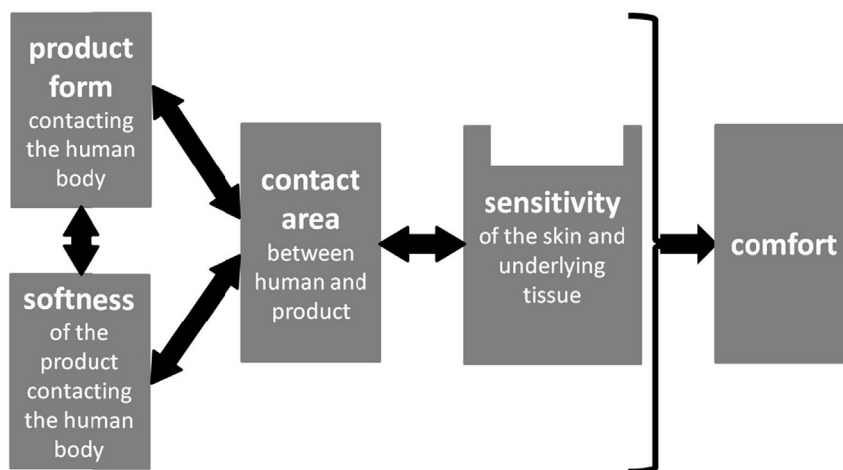 product
form
contacting
the human
body
softness
of the
product
contacting
the human
body
contact
area
between
human and
product
sensitivity
of the skin and
underlying
tissue
comfort